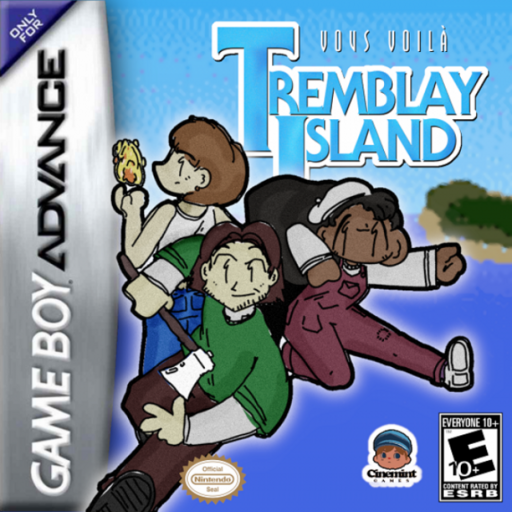 ONLY
FOR
GAME BOY ADVANCE
VOUS VOILÀ
TREMBLAY
ISLAND
Official
Nintendo
Seal
Cinemint
GAMES
EVERYONE 10+
E
10+
CONTENT RATED BY
ESRB